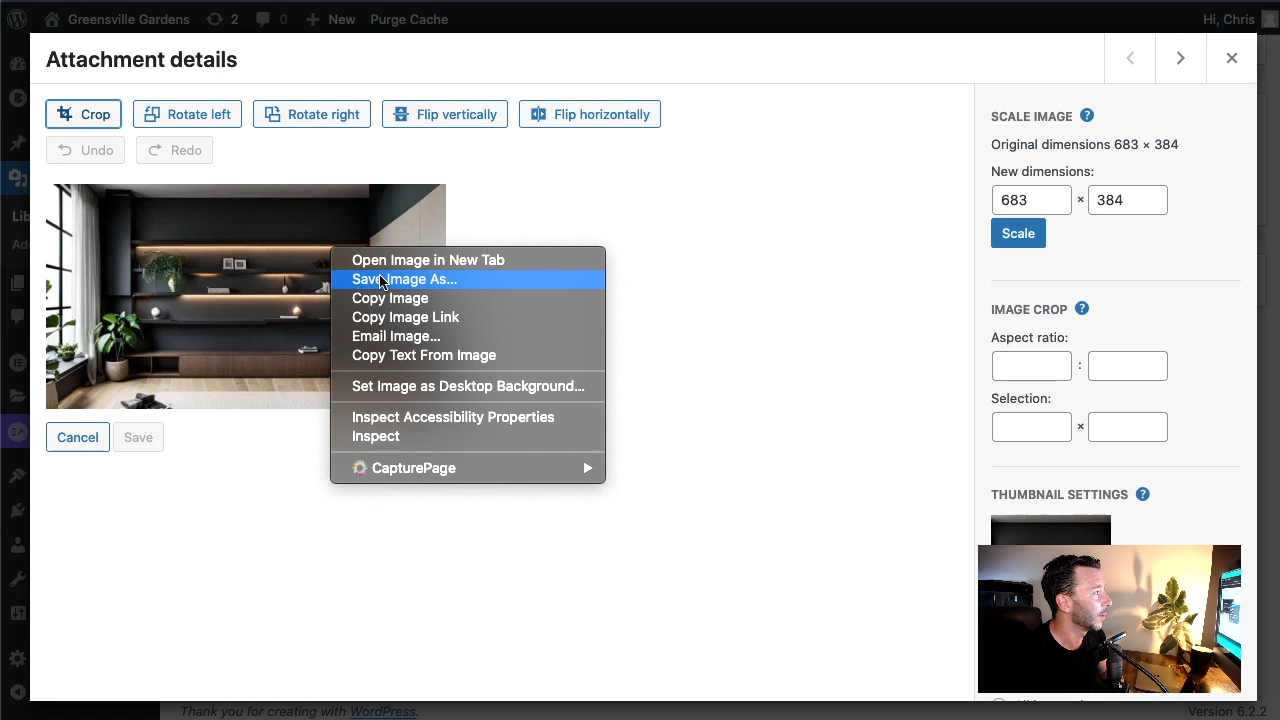 Greensville Gardens 2 0 New Purge Cache Hi, Chris
Attachment details
Crop Rotate left Rotate right Flip vertically Flip horizontally
Undo Redo
Open Image in New Tab
Save Image As...
Copy Image
Copy Image Link
Email Image...
Copy Text From Image
Set Image as Desktop Background...
Inspect Accessibility Properties
Inspect
CapturePage
Cancel Save
SCALE IMAGE ?
Original dimensions 683 × 384
New dimensions:
683 × 384
Scale
IMAGE CROP ?
Aspect ratio:
:
Selection:
×
THUMBNAIL SETTINGS ?
Lib
Thank you for creating with WordPress.
Version 6.2.2